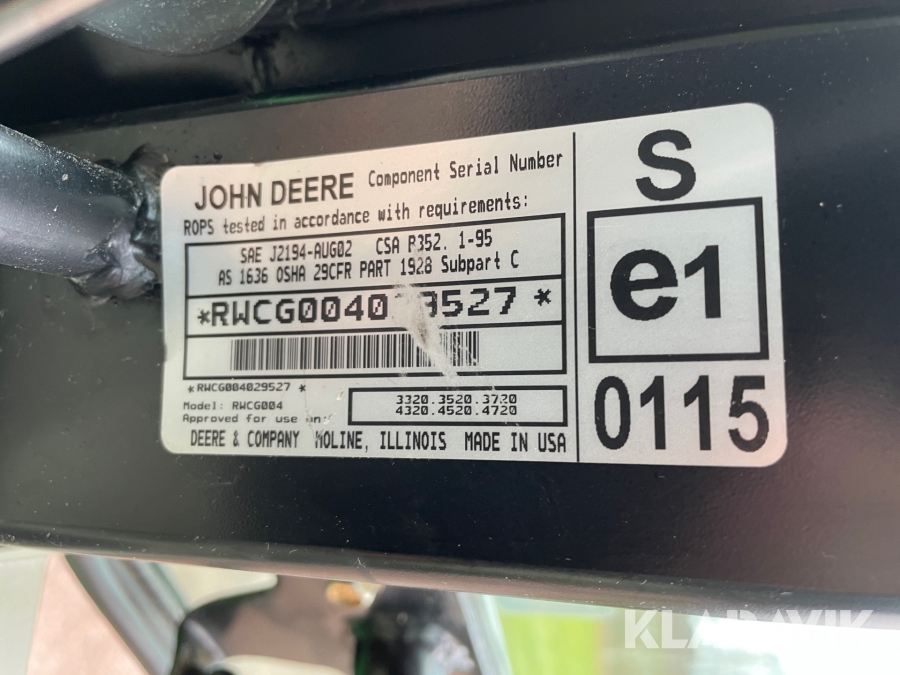 JOHN DEERE Component Serial Number
ROPS tested in accordance with requirements:
SAE J2194-AUG02 CSA B352. 1-95
AS 1636 OSHA 29CFR PART 1928 Subpart C
*RWCG004029527 *
*RWCG004029527 *
Model: RWCG004
Approved for use on:
3320.3520.3720
4320.4520.4720
DEERE & COMPANY MOLINE, ILLINOIS MADE IN USA
S
e1
0115
KLARAVIK